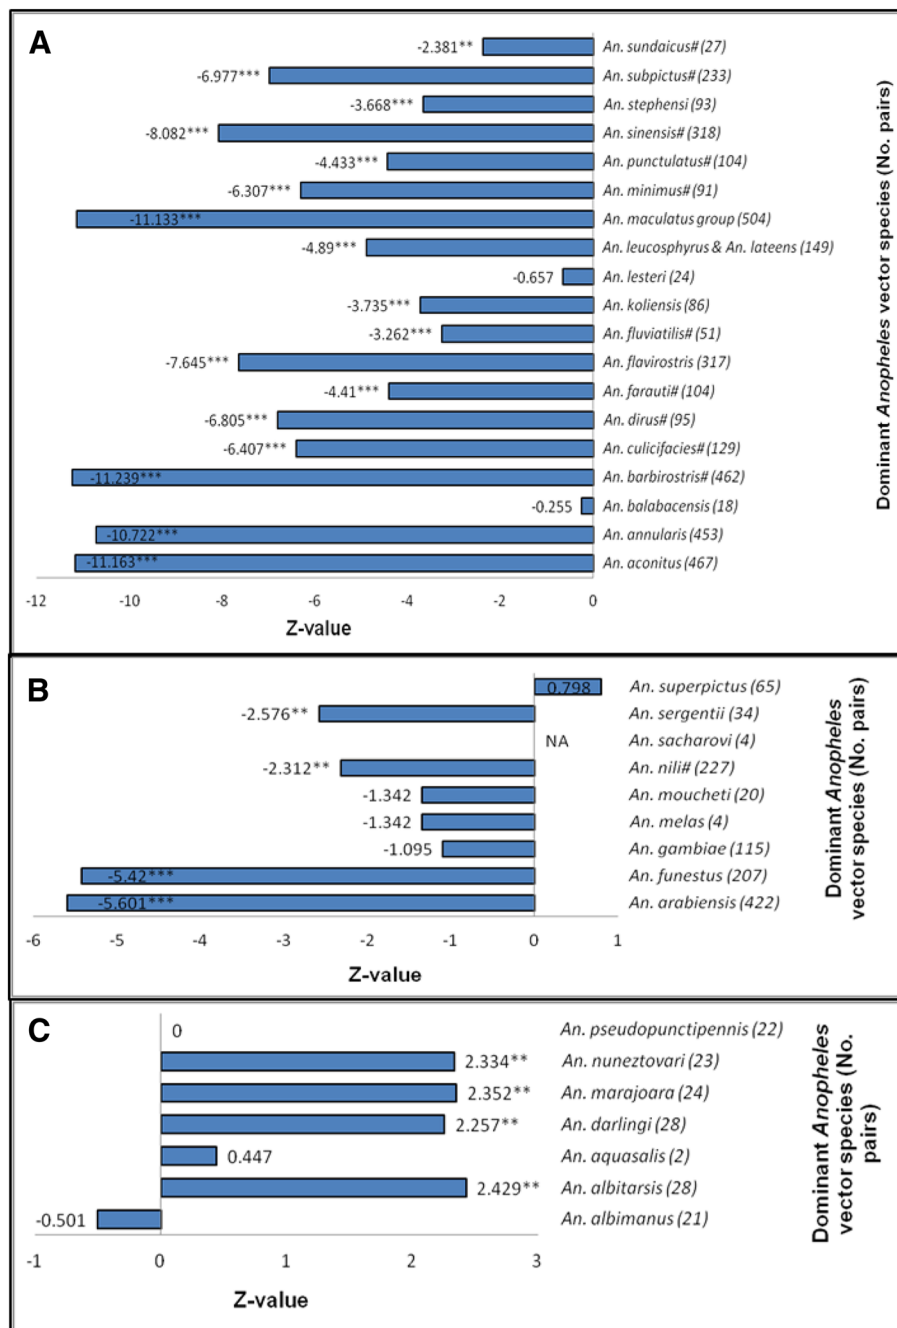 A
-2.381** An. sundaicus# (27)
-6.977*** An. subpictus# (233)
-3.668*** An. stephensi (93)
-8.082*** An. sinensis# (318)
-4.433*** An. punctulatus# (104)
-6.307*** An. minimus# (91)
-11.133*** An. maculatus group (504)
-4.89*** An. leucosphyrus & An. lateens (149)
-0.657 An. lesteri (24)
-3.735*** An. koliensis (86)
-3.262*** An. fluviatilis# (51)
-7.645*** An. flavirostris (317)
-4.41*** An. farauti# (104)
-6.805*** An. dirus# (95)
-6.407*** An. culicifacies# (129)
-11.239*** An. barbirostris# (462)
-0.255 An. balabacensis (18)
-10.722*** An. annularis (453)
-11.163*** An. aconitus (467)
-12 -10 -8 -6 -4 -2 0
Z-value
Dominant Anopheles vector species (No. pairs)
B
0.798 An. superpictus (65)
-2.576** An. sergentii (34)
NA An. sacharovi (4)
-2.312** An. nili# (227)
-1.342 An. moucheti (20)
-1.342 An. melas (4)
-1.095 An. gambiae (115)
-5.42*** An. funestus (207)
-5.601*** An. arabiensis (422)
-6 -5 -4 -3 -2 -1 0 1
Z-value
Dominant Anopheles
vector species (No. pairs)
C
0 An. pseudopunctipennis (22)
2.334** An. nuneztovari (23)
2.352** An. marajoara (24)
2.257** An. darlingi (28)
0.447 An. aquasalis (2)
2.429** An. albitarsis (28)
-0.501 An. albimanus (21)
-1 0 1 2 3
Z-value
Dominant Anopheles
vector species (No.
pairs)